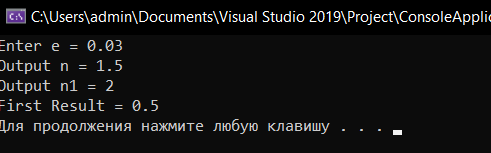 C:\Users\admin\Documents\Visual Studio 2019\Project\ConsoleApplic
Enter e = 0.03
Output n = 1.5
Output n1 = 2
First Result = 0.5
Для продолжения нажмите любую клавишу . . .